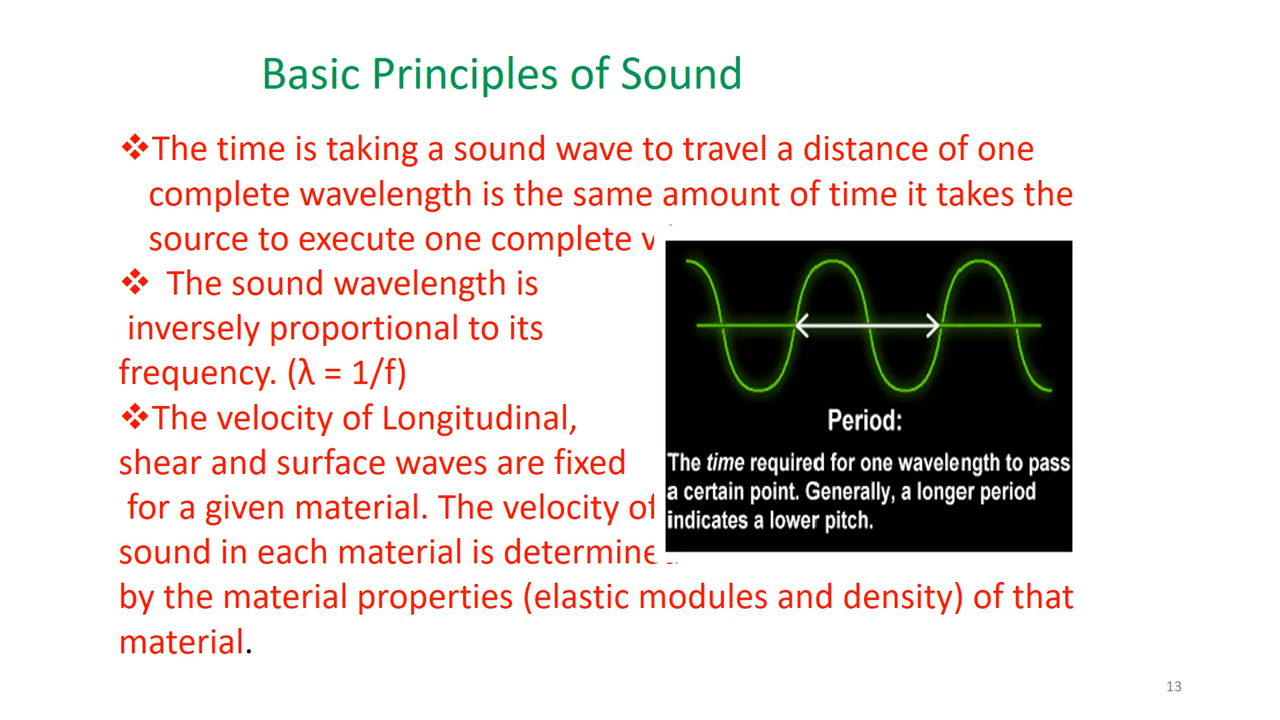 Basic Principles of Sound
❖The time is taking a sound wave to travel a distance of one
complete wavelength is the same amount of time it takes the
source to execute one complete
❖ The sound wavelength is
inversely proportional to its
frequency. (λ = 1/f)
❖The velocity of Longitudinal,
shear and surface waves are fixed
for a given material. The velocity of
sound in each material is determined
by the material properties (elastic modules and density) of that
material.
Period:
The time required for one wavelength to pass
a certain point. Generally, a longer period
indicates a lower pitch.
13